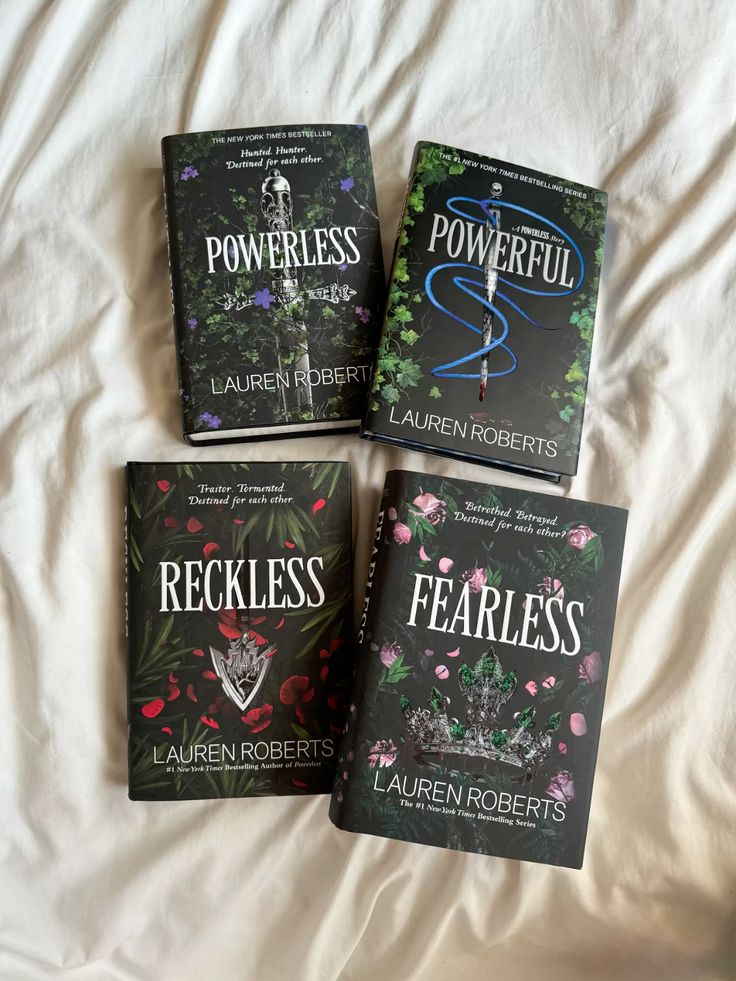 THE NEW YORK TIMES BESTSELLER
Hunted. Hunter.
Destined for each other.
POWERLESS
LAUREN ROBERT
THE #1 NEW YORK TIMES BESTSELLING SERIES
A POWERLESS Story
POWERFUL
LAUREN ROBERTS
Traitor. Tormented.
Destined for each other.
RECKLESS
LAUREN ROBERTS
#1 New York Times Bestselling Author of Powerless
Betrothed. Betrayed.
Destined for each other?
FEARLESS
LAUREN ROBERTS
The #1 New York Times Bestselling Series